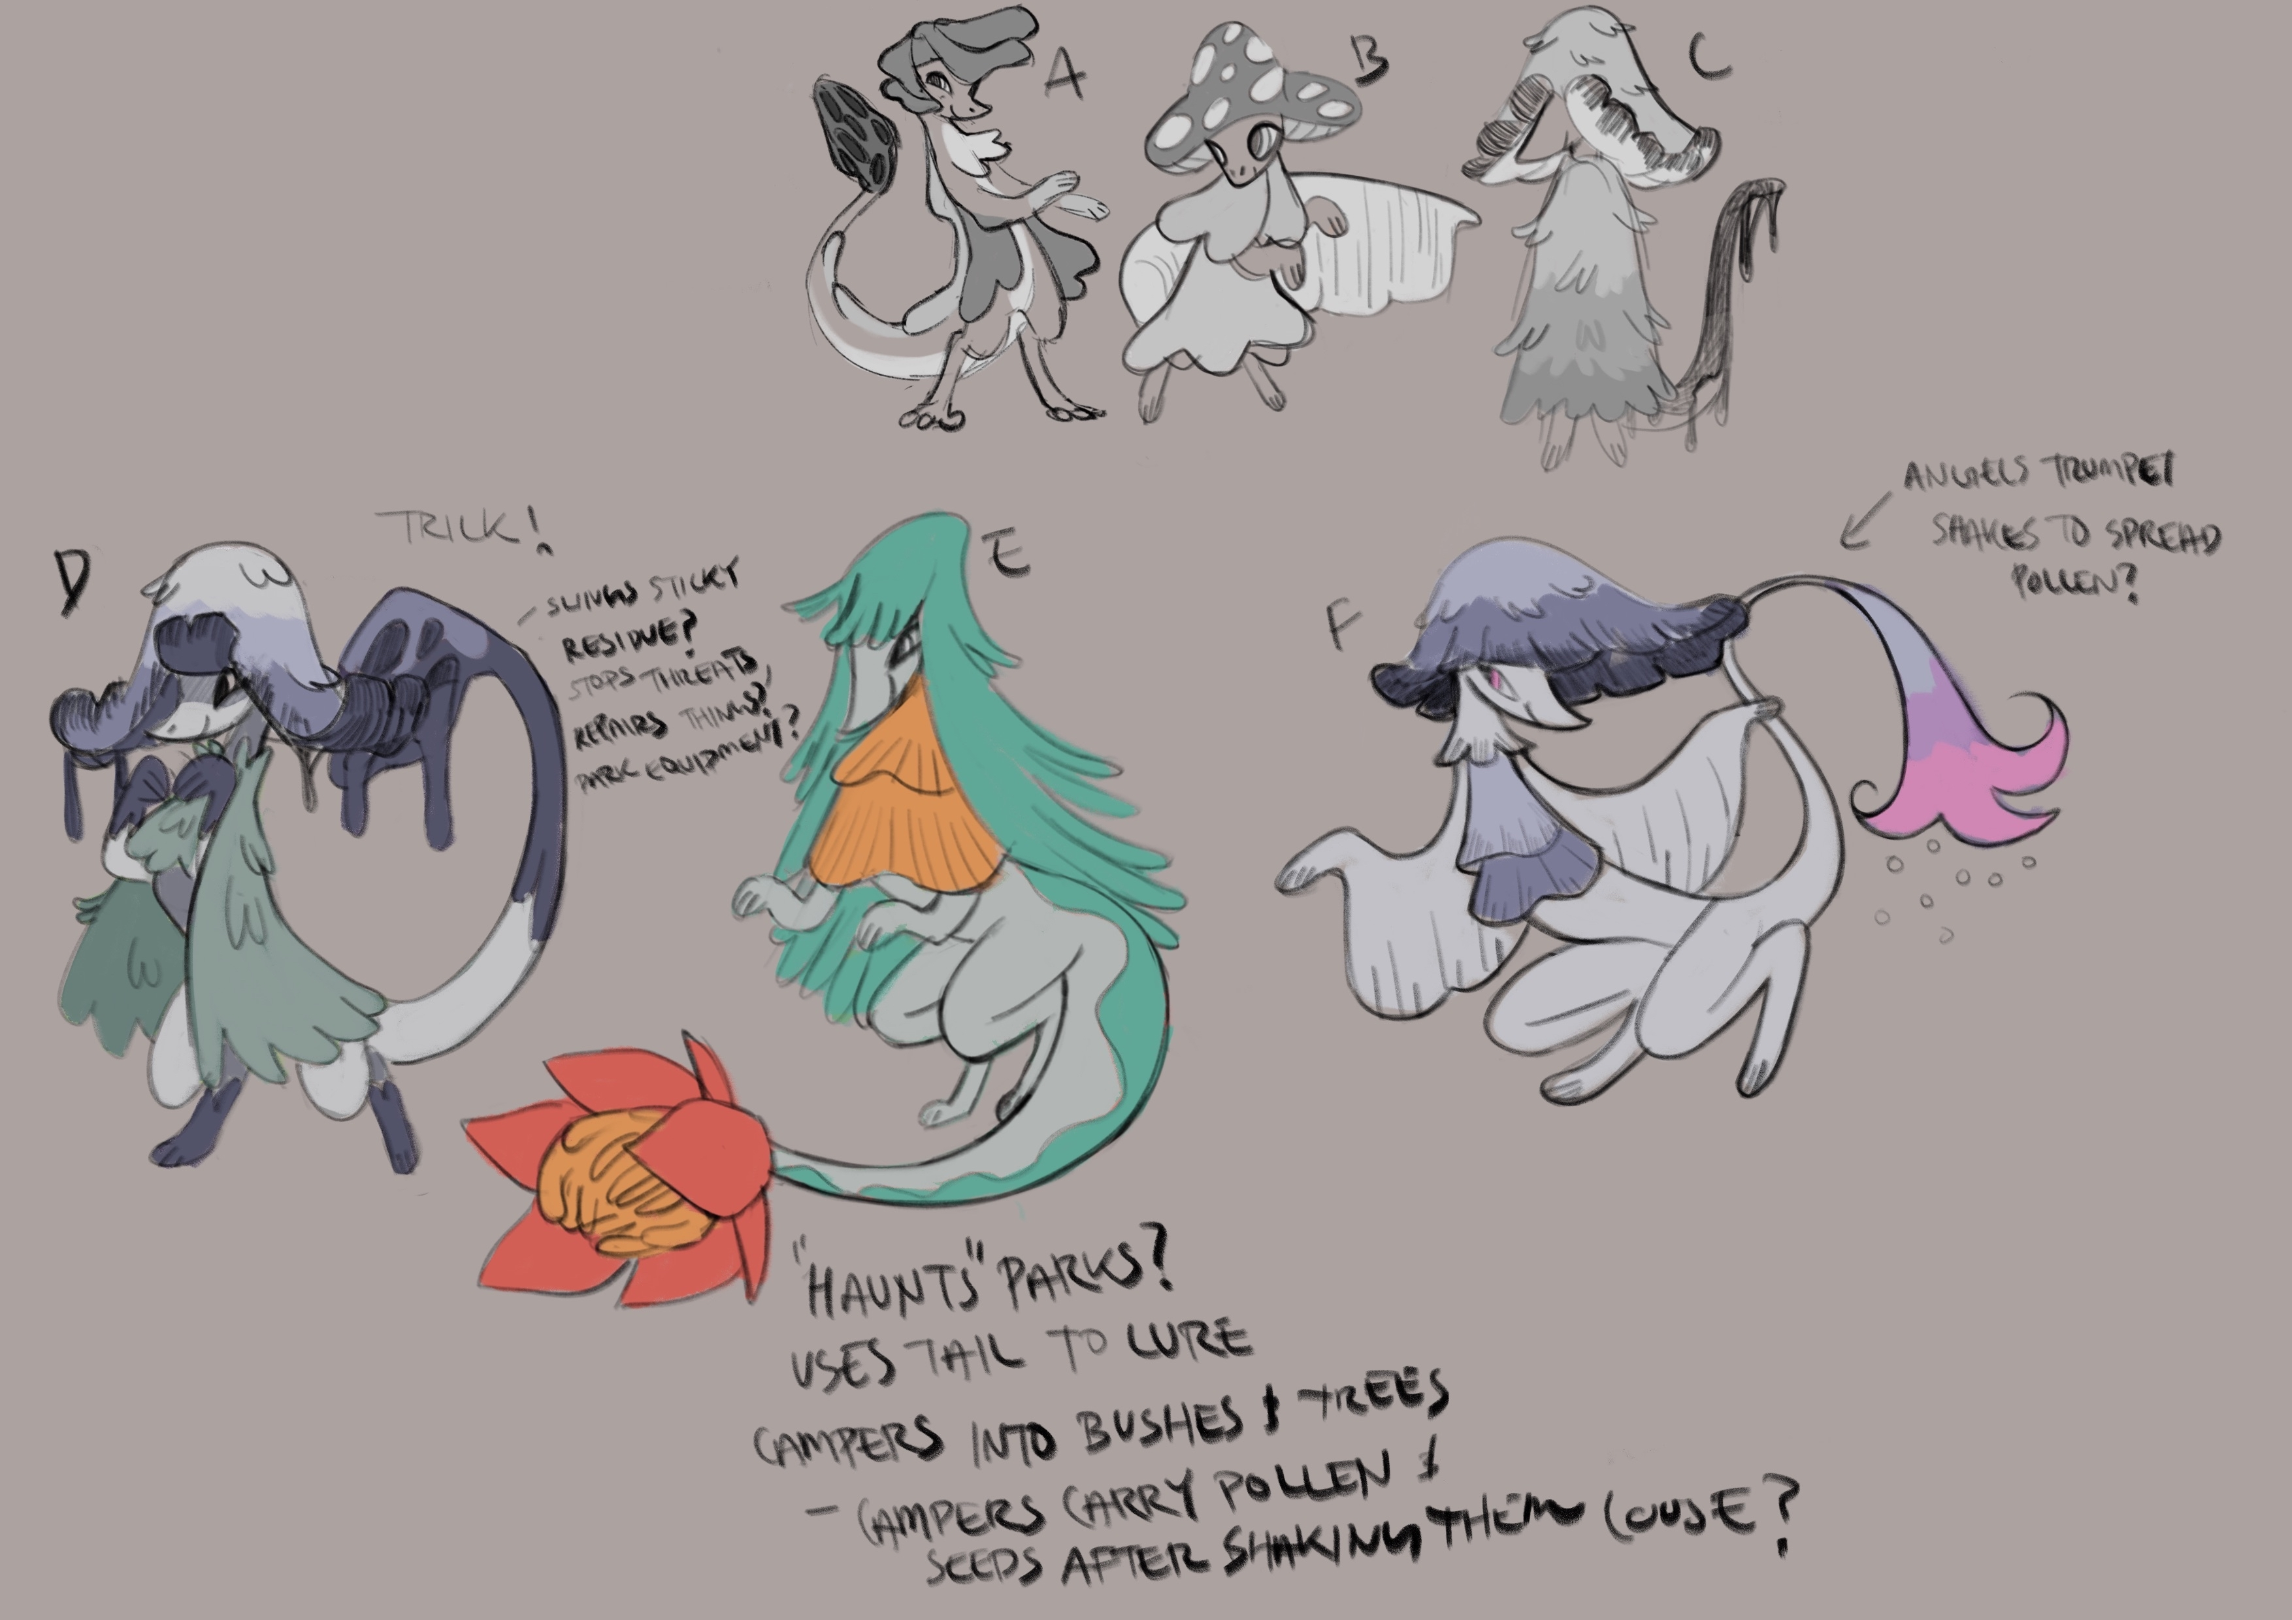 A
B
C
ANGELS TRUMPET
SHAKES TO SPREAD
POLLEN?
D
TRICK!
- SLINGS STICKY
RESIDUE?
STOPS THREATS,
REPAIRS THINGS?
PARK EQUIPMENT?
E
F
"HAUNTS" PARKS?
USES TAIL TO LURE
CAMPERS INTO BUSHES & TREES
- CAMPERS CARRY POLLEN &
SEEDS AFTER SHAKING THEM LOOSE?